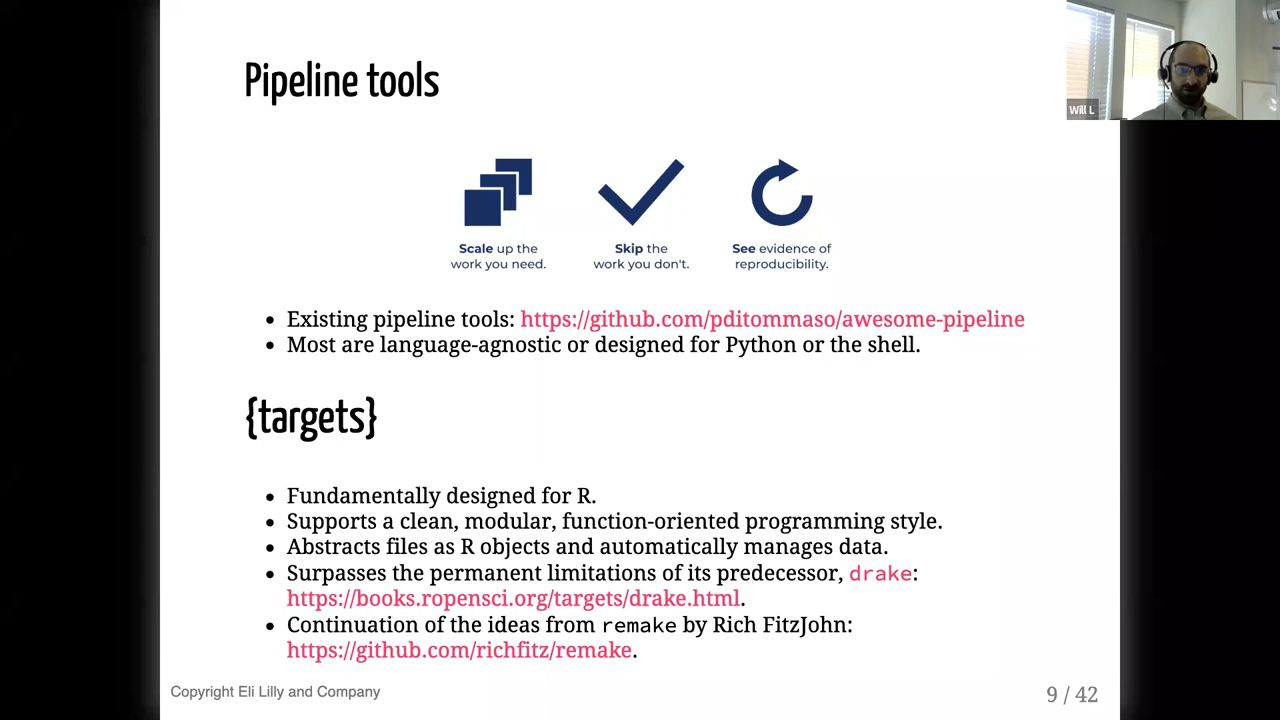 Pipeline tools
Will L
Scale up the
work you need.
Skip the
work you don't.
See evidence of
reproducibility.
Existing pipeline tools: https://github.com/pditommaso/awesome-pipeline
Most are language-agnostic or designed for Python or the shell.
{targets}
Fundamentally designed for R.
Supports a clean, modular, function-oriented programming style.
Abstracts files as R objects and automatically manages data.
Surpasses the permanent limitations of its predecessor, drake:
https://books.ropensci.org/targets/drake.html.
Continuation of the ideas from remake by Rich FitzJohn:
https://github.com/richfitz/remake.
Copyright Eli Lilly and Company
9 / 42